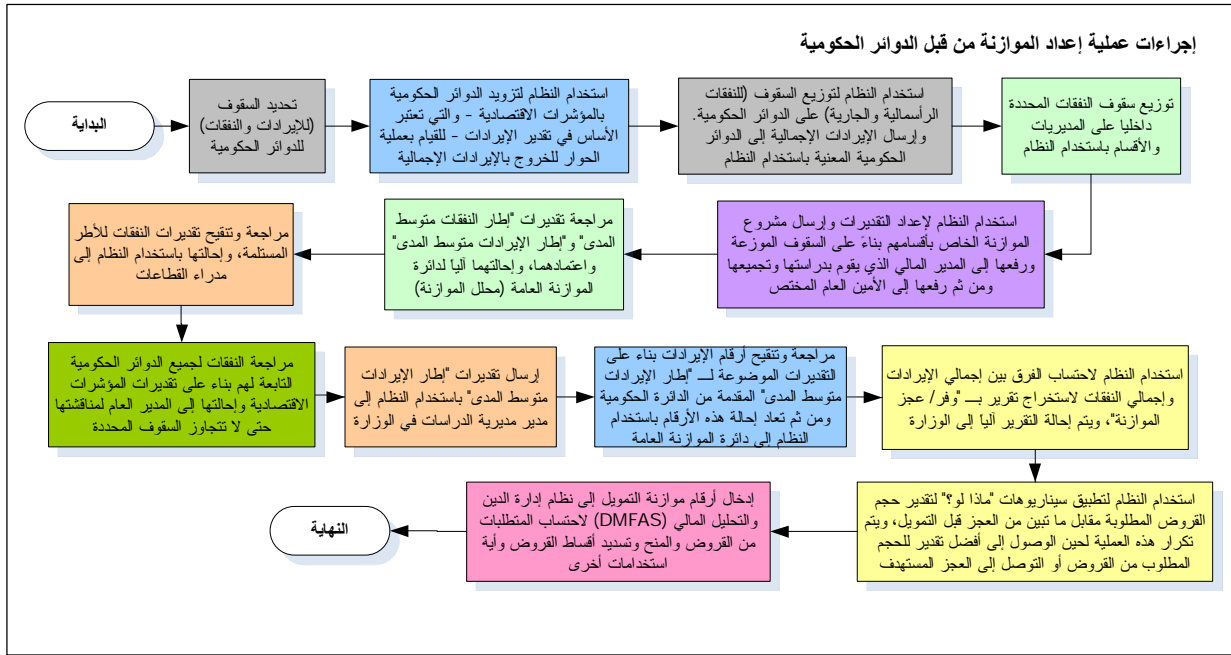 إجراءات عملية إعداد الموازنة من قبل الدوائر الحكومية
البداية
تحديد السقوف
(للإيرادات والنفقات)
للدوائر الحكومية
استخدام النظام لتزويد الدوائر الحكومية
بالمؤشرات الاقتصادية - والتي تعتبر
الأساس في تقدير الإيرادات - للقيام بعملية
الحوار للخروج بالإيرادات الإجمالية
استخدام النظام لتوزيع السقوف (للنفقات
الرأسمالية والجارية) على الدوائر الحكومية.
وإرسال الإيرادات الإجمالية إلى الدوائر
الحكومية المعنية باستخدام النظام
توزيع سقوف النفقات المحددة
داخليا على المديريات
والأقسام باستخدام النظام
استخدام النظام لإعداد التقديرات وإرسال مشروع
الموازنة الخاص بأقسامهم بناءً على السقوف الموزعة
ورفعها إلى المدير المالي الذي يقوم بدراستها وتجميعها
ومن ثم رفعها إلى الأمين العام المختص
مراجعة تقديرات "إطار النفقات متوسط
المدى" و"إطار الإيرادات متوسط المدى"
واعتمادهما، وإحالتهما آلياً لدائرة
الموازنة العامة (محلل الموازنة)
مراجعة وتنقيح تقديرات النفقات للأطر
المستلمة، وإحالتها باستخدام النظام إلى
مدراء القطاعات
مراجعة النفقات لجميع الدوائر الحكومية
التابعة لهم بناء على تقديرات المؤشرات
الاقتصادية وإحالتها إلى المدير العام لمناقشتها
حتى لا تتجاوز السقوف المحددة
إرسال تقديرات "إطار الإيرادات
متوسط المدى" باستخدام النظام إلى
مدير مديرية الدراسات في الوزارة
مراجعة وتنقيح أرقام الإيرادات بناء على
التقديرات الموضوعة لـــ "إطار الإيرادات
متوسط المدى" المقدمة من الدائرة الحكومية
ومن ثم تعاد إحالة هذه الأرقام باستخدام
النظام إلى دائرة الموازنة العامة
استخدام النظام لاحتساب الفرق بين إجمالي الإيرادات
وإجمالي النفقات لاستخراج تقرير بـــ "وفر/ عجز
الموازنة"، ويتم إحالة التقرير آلياً إلى الوزارة
استخدام النظام لتطبيق سيناريوهات "ماذا لو؟" لتقدير حجم
القروض المطلوبة مقابل ما تبين من العجز قبل التمويل، ويتم
تكرار هذه العملية لحين الوصول إلى أفضل تقدير للحجم
المطلوب من القروض أو التوصل إلى العجز المستهدف
إدخال أرقام موازنة التمويل إلى نظام إدارة الدين
والتحليل المالي (DMFAS) لاحتساب المتطلبات
من القروض والمنح وتسديد أقساط القروض وأية
استخدامات أخرى
النهاية